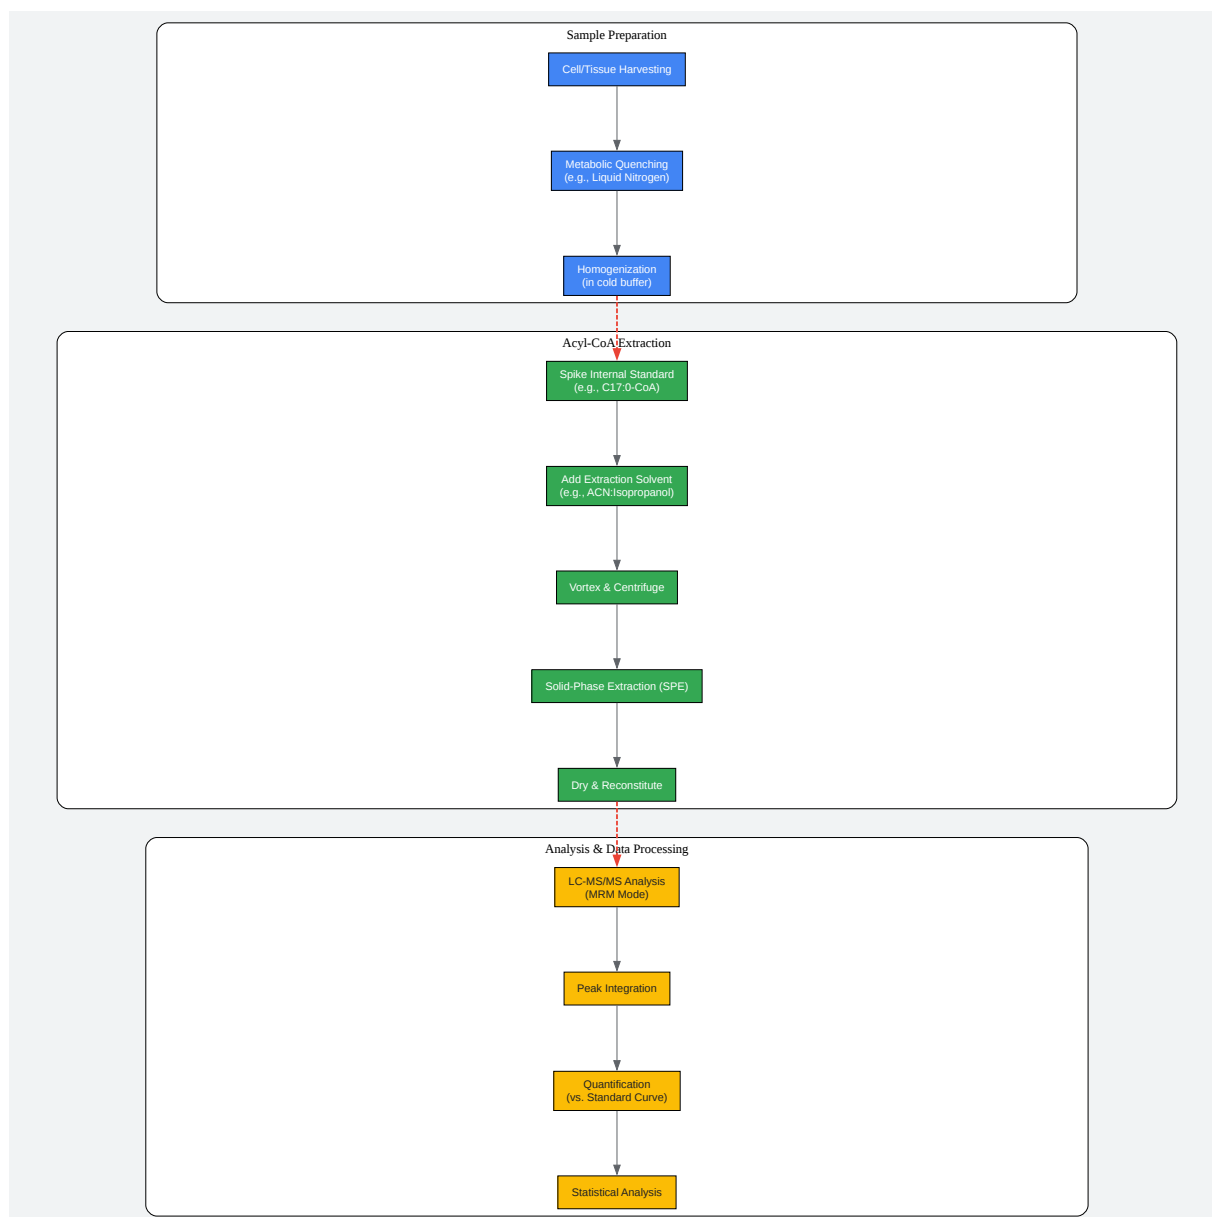 Sample Preparation
Cell/Tissue Harvesting
Metabolic Quenching
(e.g., Liquid Nitrogen)
Homogenization
(in cold buffer)
Acyl-CoA Extraction
Spike Internal Standard
(e.g., C17:0-CoA)
Add Extraction Solvent
(e.g., ACN:Isopropanol)
Vortex & Centrifuge
Solid-Phase Extraction (SPE)
Dry & Reconstitute
Analysis & Data Processing
LC-MS/MS Analysis
(MRM Mode)
Peak Integration
Quantification
(vs. Standard Curve)
Statistical Analysis